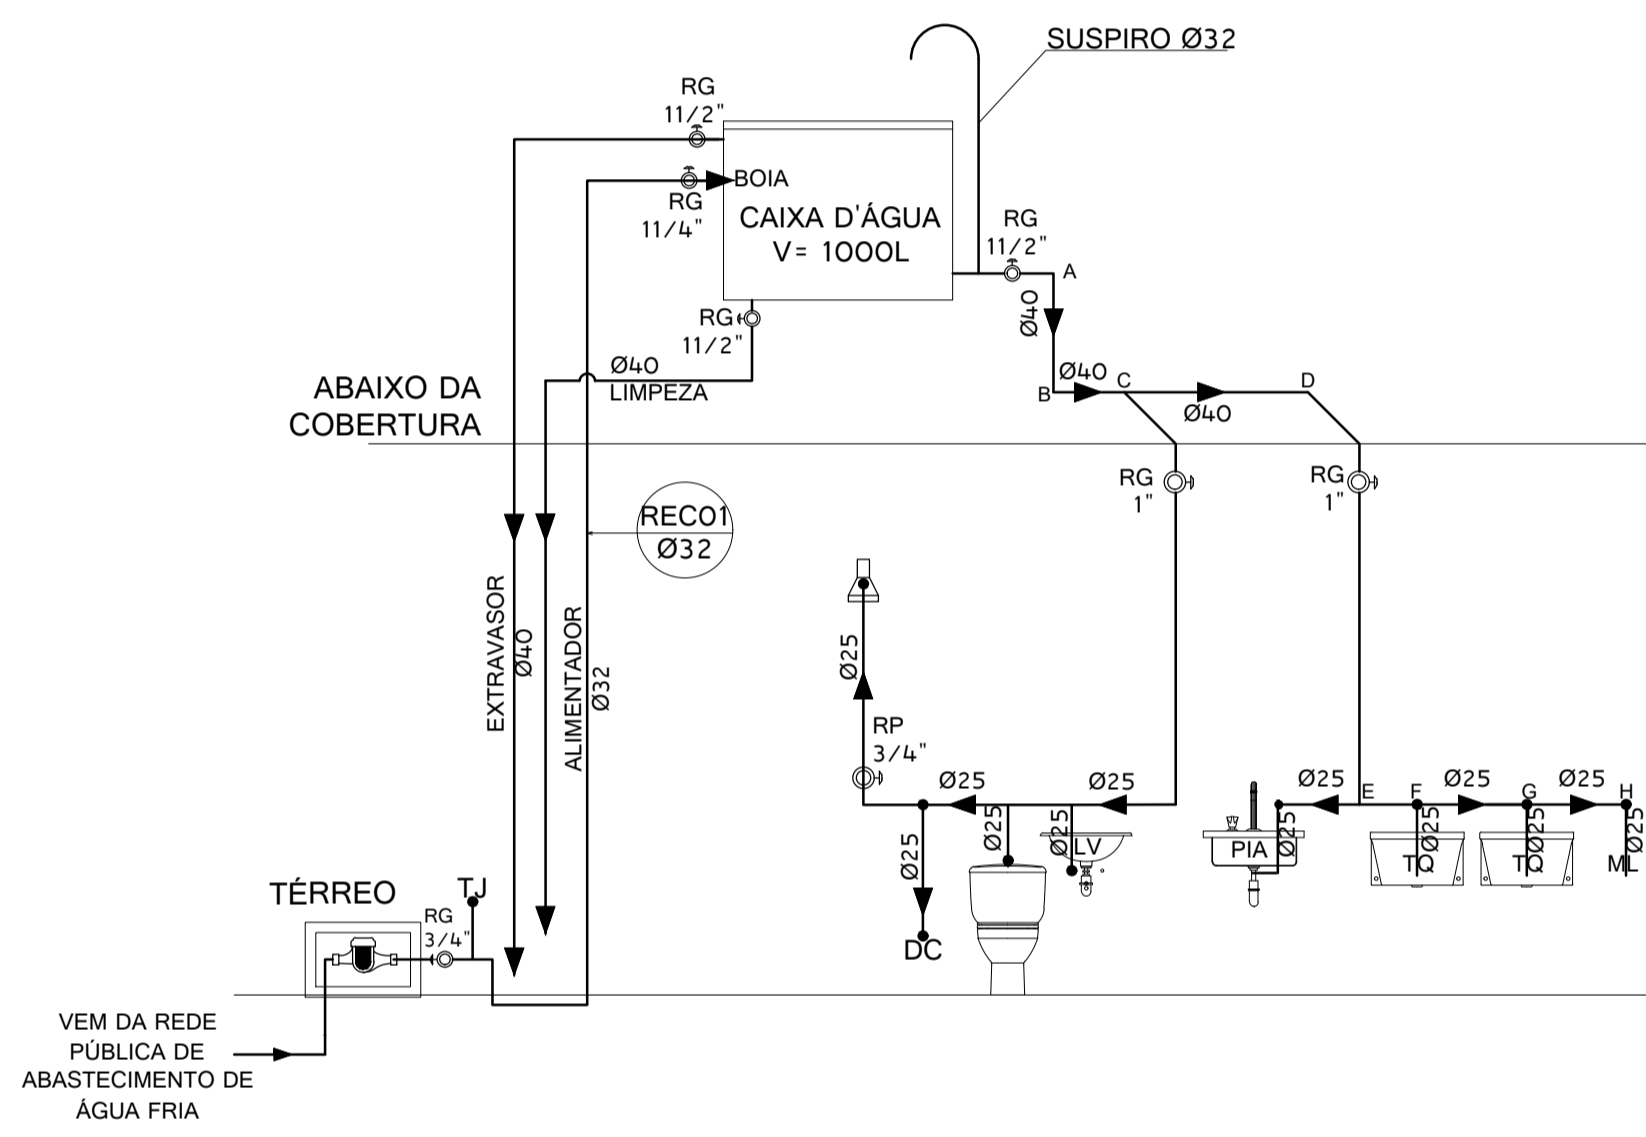 SUSPIRO Ø32
RG
11/2"
BOIA
RG
11/4"
CAIXA D'ÁGUA
V= 1000L
RG
11/2"
A
Ø40
RG
11/2"
Ø40
LIMPEZA
B
Ø40
C
D
Ø40
ABAIXO DA
COBERTURA
RG
1"
RG
1"
REC01
Ø32
EXTRAVASOR
Ø40
ALIMENTADOR
Ø32
Ø25
RP
3/4"
Ø25
Ø25
Ø25
Ø25
Ø25
LV
DC
Ø25
E
F
Ø25
G
Ø25
H
PIA
Ø25
TQ
Ø25
TQ
Ø25
ML
Ø25
TÉRREO
TJ
RG
3/4"
VEM DA REDE
PÚBLICA DE
ABASTECIMENTO DE
ÁGUA FRIA